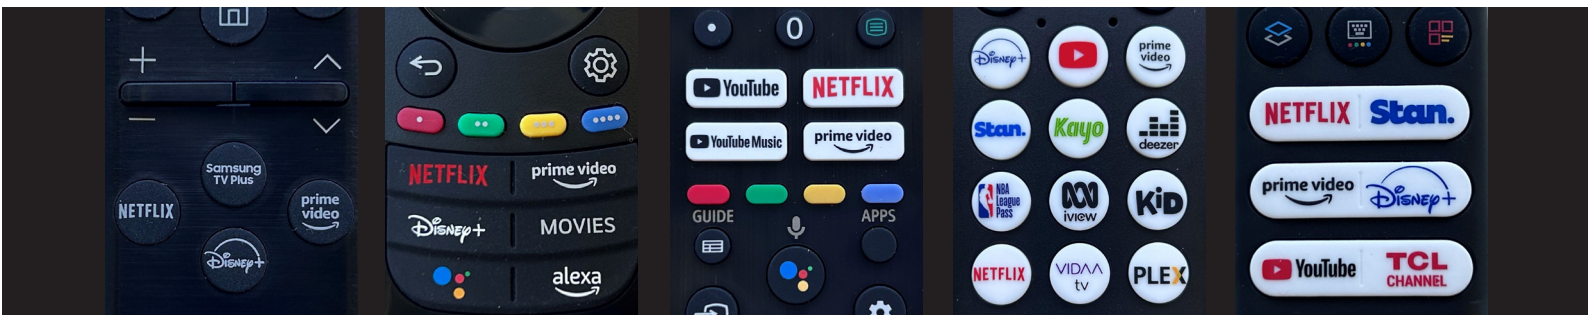 Samsung
TV Plus
NETFLIX
prime
video
Disney+
NETFLIX
prime video
Disney+
MOVIES
alexa
0
YouTube
NETFLIX
YouTube Music
prime video
GUIDE
APPS
Disney+
prime
video
Stan.
Kayo
deezer
NBA
League
Pass
iview
KiD
NETFLIX
VIDAA
tv
PLEX
NETFLIX
Stan.
prime video
Disney+
YouTube
TCL
CHANNEL